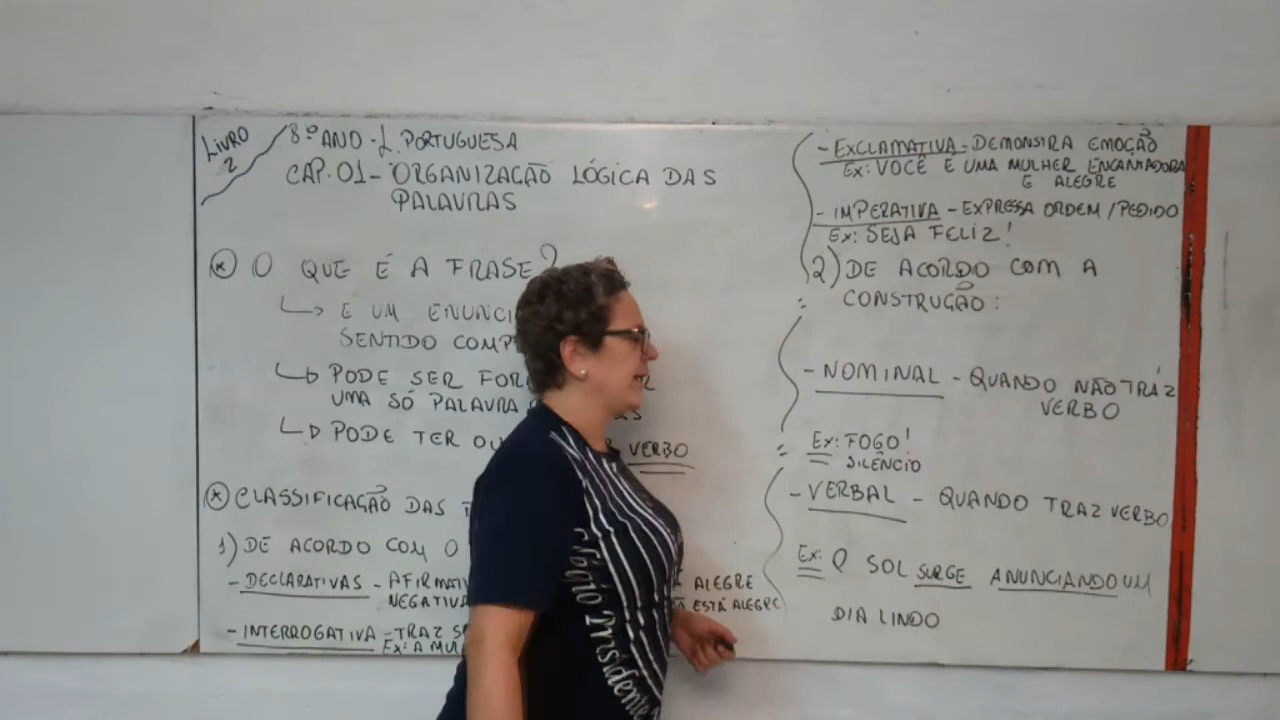 LIVRO
2
8º ANO - L. PORTUGUESA
CAP. 01 - ORGANIZAÇÃO LÓGICA DAS
PALAVRAS
O QUE É A FRASE?
É UM ENUNCI
SENTIDO COMP
PODE SER FOR
UMA SÓ PALAVRA
PODE TER OU VERBO
CLASSIFICAÇÃO DAS
1) DE ACORDO COM O
- DECLARATIVAS - AFIRMATIV ALEGRE
NEGATIVA ESTÁ ALEGRE
- INTERROGATIVA - TRAZ
EX: A MUL
- EXCLAMATIVA - DEMONSTRA EMOÇÃO
EX: VOCÊ É UMA MULHER ENCANTADORA
E ALEGRE
- IMPERATIVA - EXPRESSA ORDEM / PEDIDO
EX: SEJA FELIZ!
2) DE ACORDO COM A
CONSTRUÇÃO:
- NOMINAL - QUANDO NÃO TRÁZ
VERBO
EX: FOGO!
SILÊNCIO
- VERBAL - QUANDO TRAZ VERBO
EX: O SOL SURGE ANUNCIANDO UM
DIA LINDO
légio Presidente